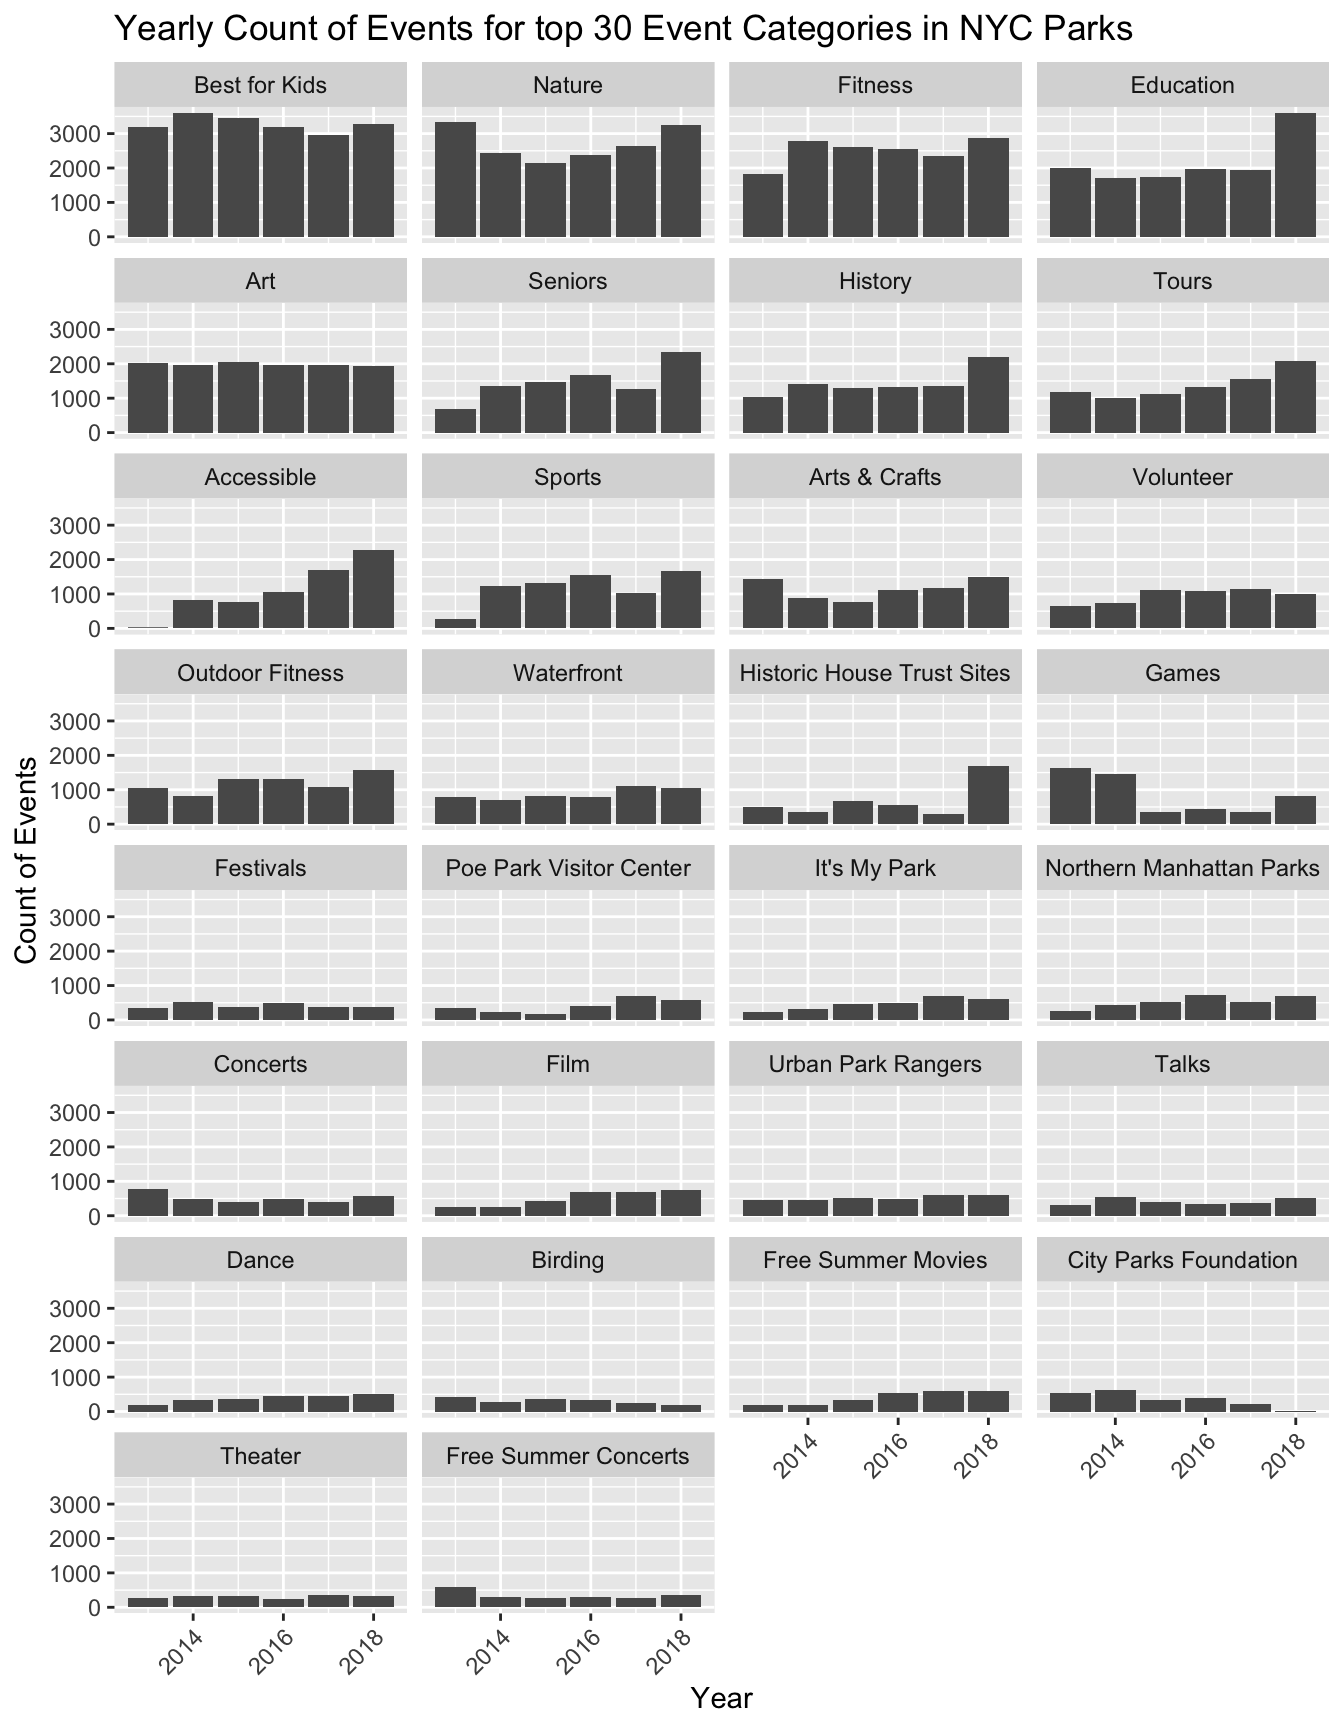 Yearly Count of Events for top 30 Event Categories in NYC Parks
Best for Kids
Nature
Fitness
Education
3000
2000
1000
0
Art
Seniors
History
Tours
3000
2000
1000
0
Accessible
Sports
Arts & Crafts
Volunteer
3000
2000
1000
0
Outdoor Fitness
Waterfront
Historic House Trust Sites
Games
3000
2000
1000
0
Count of Events
Festivals
Poe Park Visitor Center
It's My Park
Northern Manhattan Parks
3000
2000
1000
0
Concerts
Film
Urban Park Rangers
Talks
3000
2000
1000
0
Dance
Birding
Free Summer Movies
City Parks Foundation
3000
2000
1000
0
2014
2016
2018
2014
2016
2018
Theater
Free Summer Concerts
3000
2000
1000
0
2014
2016
2018
2014
2016
2018
Year